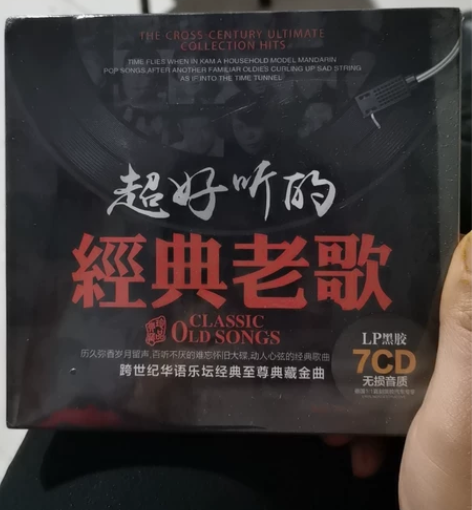 THE-CROSS-CENTURY ULTIMATE
COLLECTION HITS
TIME FLIES WHEN IN KAM A HOUSEHOLD MODEL MANDARIN
POP SONGS AFTER ANOTHER FAMILIAR OLDIES CURLING UP SAD STRING
AS IF INTO THE TIME TUNNEL
超好听的
經典老歌
CLASSIC
OLD SONGS
历久弥香岁月留声,百听不厌的难忘怀旧大碟,动人心弦的经典歌曲
跨世纪华语乐坛经典至尊典藏金曲
LP黑胶
7CD
无损音质